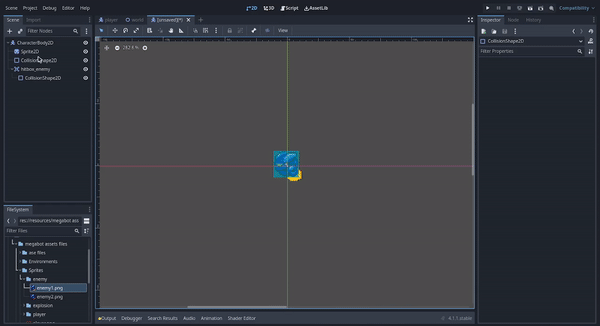 Scene Project Debug Editor Help
2D 3D Script AssetLib
Compatibility
Scene Import
Filter Nodes
CharacterBody2D
Sprite2D
CollisionShape2D
hitbox_enemy
CollisionShape2D
player world [unsaved](*)
View
Inspector Node History
CollisionShape2D
Filter Properties
FileSystem
res://resources/megabot ass
Filter Files
megabot assets files
ase files
Environments
Sprites
enemy
enemy1.png
enemy2.png
explosion
player
Output Debugger Search Results Audio Animation Shader Editor
4.1.1.stable